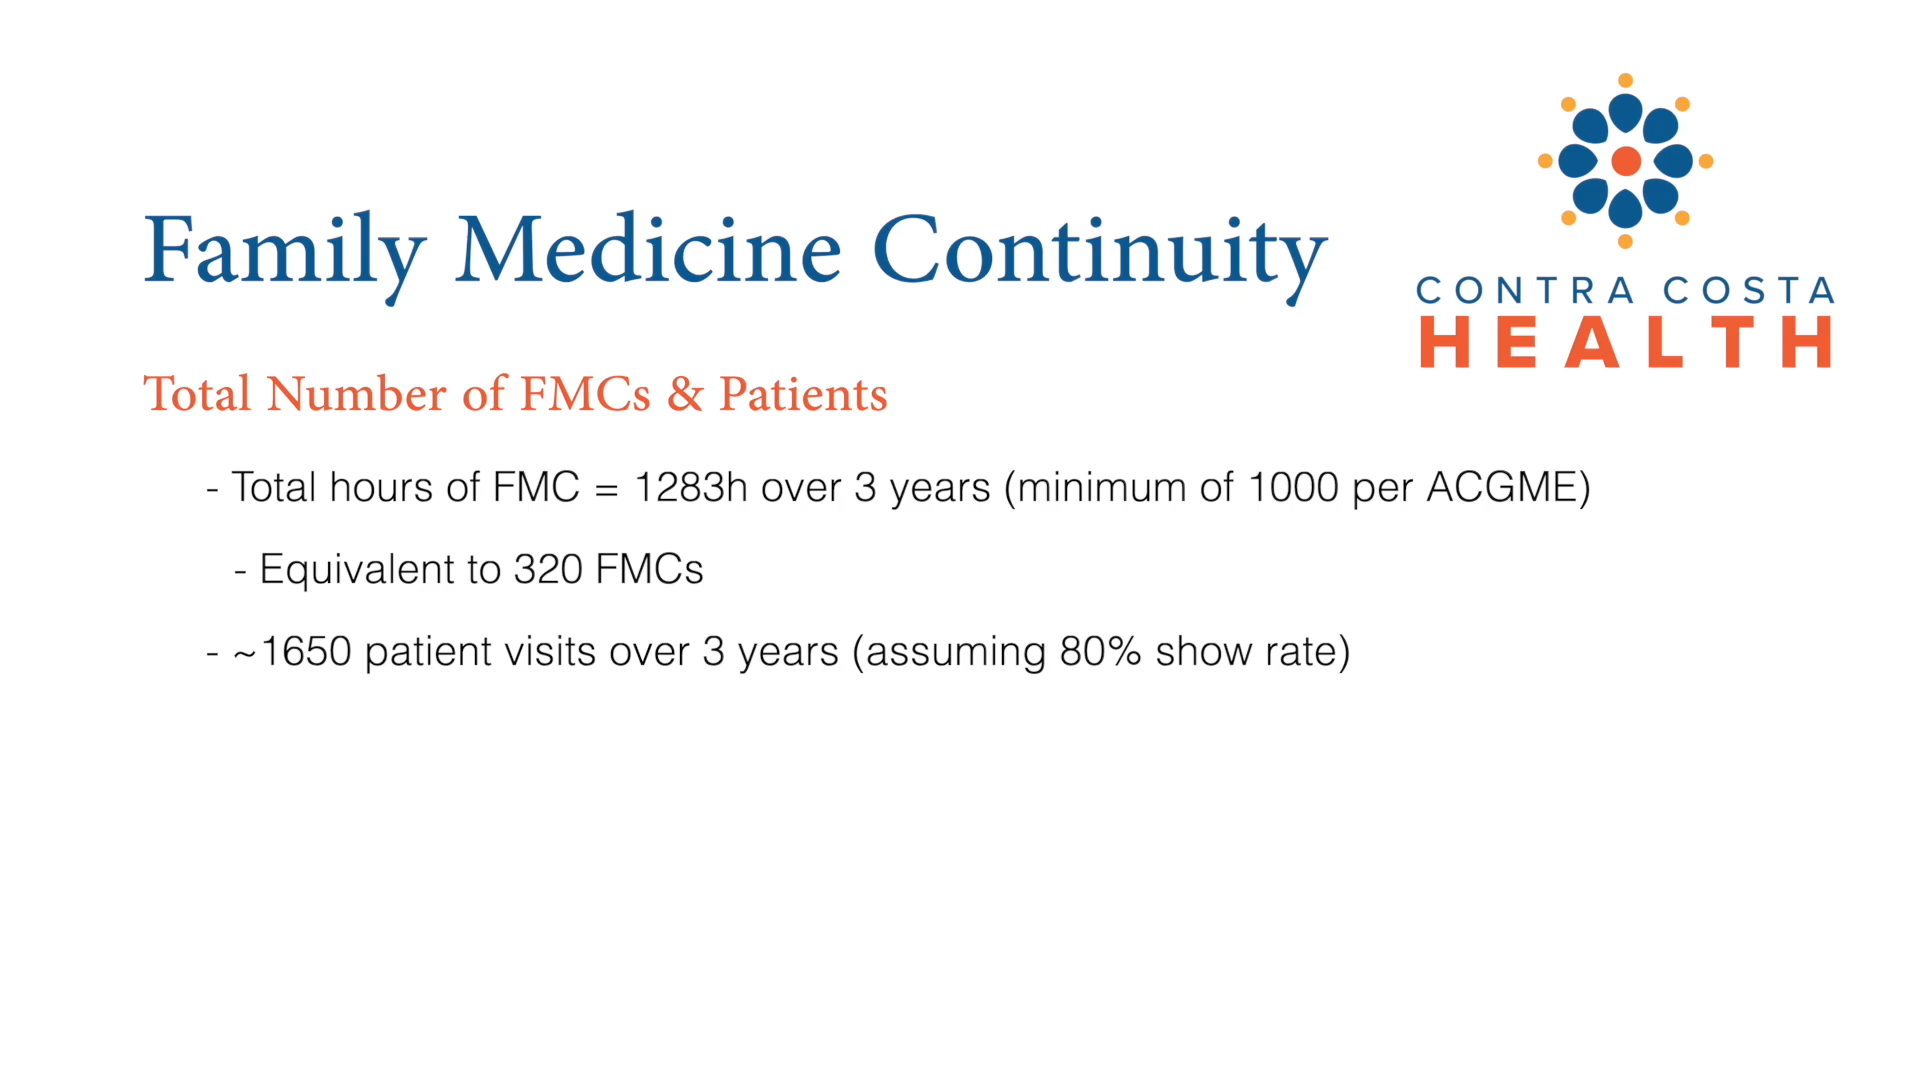 Family Medicine Continuity
CONTRA COSTA
HEALTH
Total Number of FMCs & Patients
- Total hours of FMC = 1283h over 3 years (minimum of 1000 per ACGME)
- Equivalent to 320 FMCs
- ~1650 patient visits over 3 years (assuming 80% show rate)